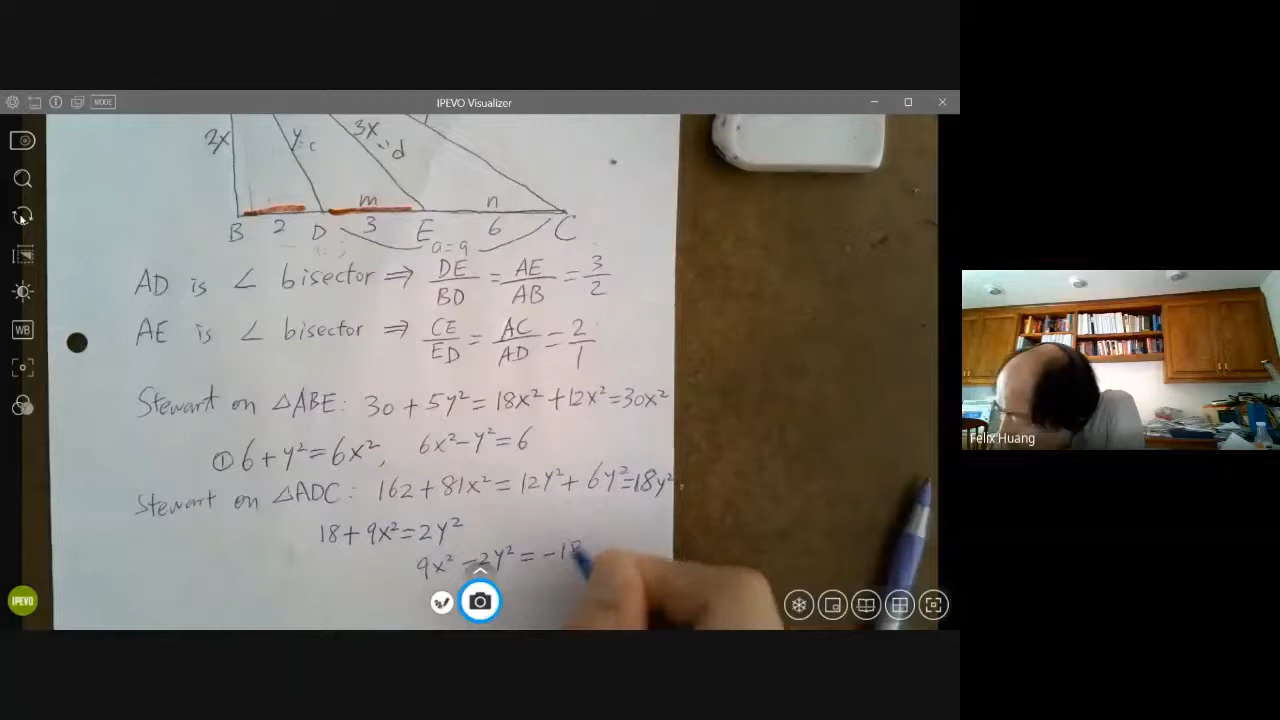 IPEVO Visualizer
MODE
WB
IPEVO
2x
y=c
3x=d
m
n
B 2 D 3 E 6 C
a=9
AD is ∠ bisector ⇒ DE/BD = AE/AB = 3/2
AE is ∠ bisector ⇒ CE/ED = AC/AD = 2/1
Stewart on △ABE: 30 + 5y² = 18x² + 12x² = 30x²
① 6 + y² = 6x², 6x² - y² = 6
Stewart on △ADC: 162 + 81x² = 12y² + 6y² = 18y².
18 + 9x² = 2y²
9x² - 2y² = -18
Felix Huang